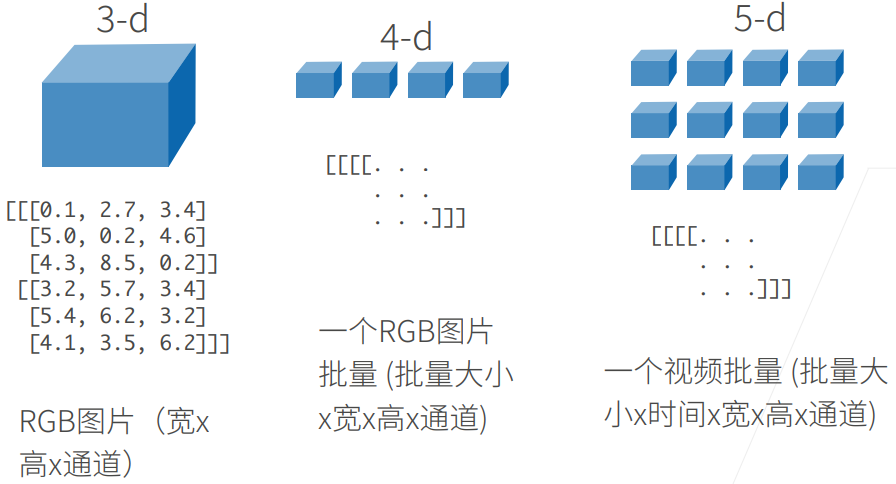 3-d
[[[0.1, 2.7, 3.4]
[5.0, 0.2, 4.6]
[4.3, 8.5, 0.2]]
[[3.2, 5.7, 3.4]
[5.4, 6.2, 3.2]
[4.1, 3.5, 6.2]]]
RGB图片（宽x
高x通道）
4-d
[[[[. . .
. . .
. . .]]]
一个RGB图片
批量 (批量大小
x宽x高x通道)
5-d
[[[[. . .
. . .
. . .]]]
一个视频批量 (批量大
小x时间x宽x高x通道)